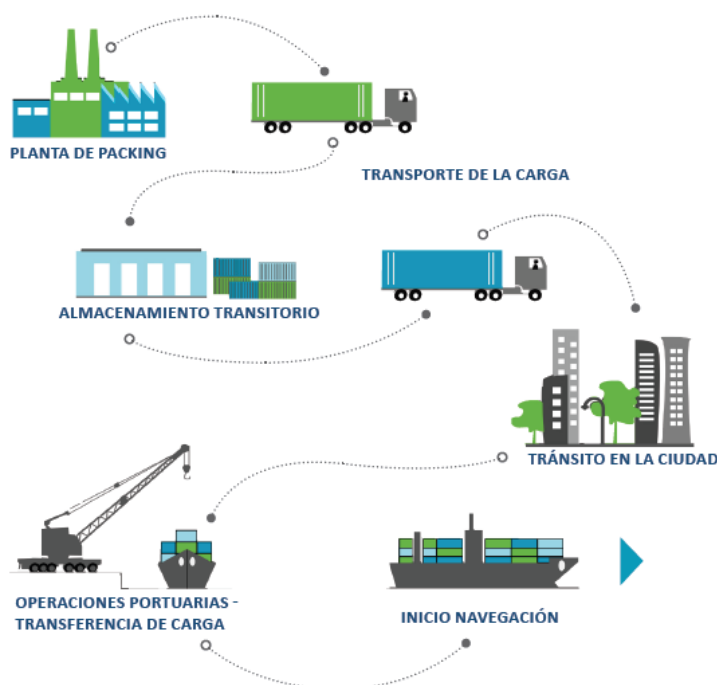 PLANTA DE PACKING
TRANSPORTE DE LA CARGA
ALMACENAMIENTO TRANSITORIO
TRÁNSITO EN LA CIUDAD
OPERACIONES PORTUARIAS -
TRANSFERENCIA DE CARGA
INICIO NAVEGACIÓN